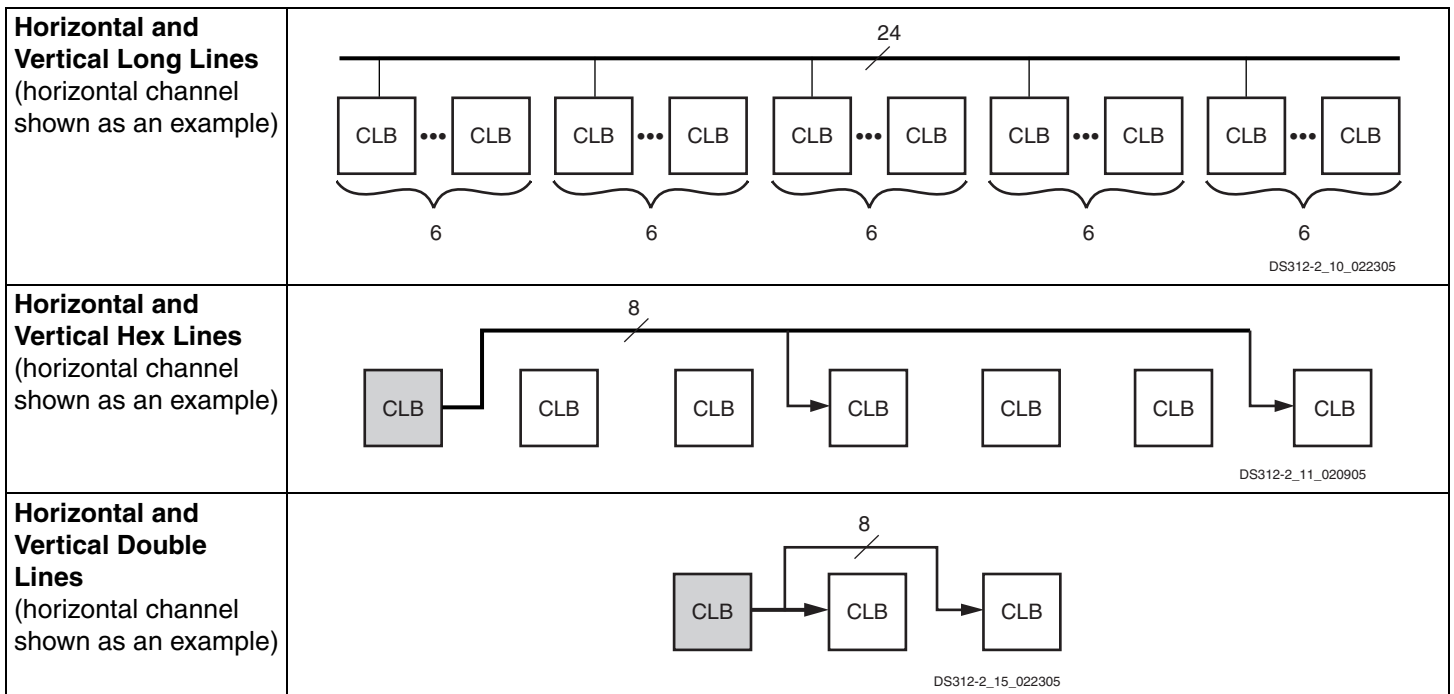 Horizontal and
Vertical Long Lines
(horizontal channel
shown as an example)
24
CLB ••• CLB CLB ••• CLB CLB ••• CLB CLB ••• CLB CLB ••• CLB
6 6 6 6 6
DS312-2_10_022305
Horizontal and
Vertical Hex Lines
(horizontal channel
shown as an example)
8
CLB CLB CLB CLB CLB CLB CLB
DS312-2_11_020905
Horizontal and
Vertical Double
Lines
(horizontal channel
shown as an example)
8
CLB CLB CLB
DS312-2_15_022305